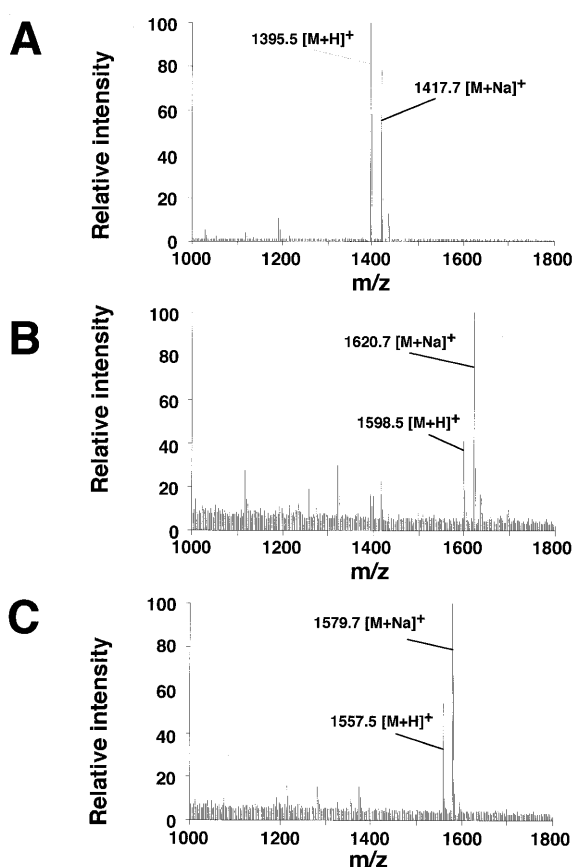 A
Relative intensity
100
80
60
40
20
0
1395.5 [M+H]+
1417.7 [M+Na]+
1000 1200 1400 1600 1800
m/z
B
Relative intensity
100
80
60
40
20
0
1620.7 [M+Na]+
1598.5 [M+H]+
1000 1200 1400 1600 1800
m/z
C
Relative intensity
100
80
60
40
20
0
1579.7 [M+Na]+
1557.5 [M+H]+
1000 1200 1400 1600 1800
m/z